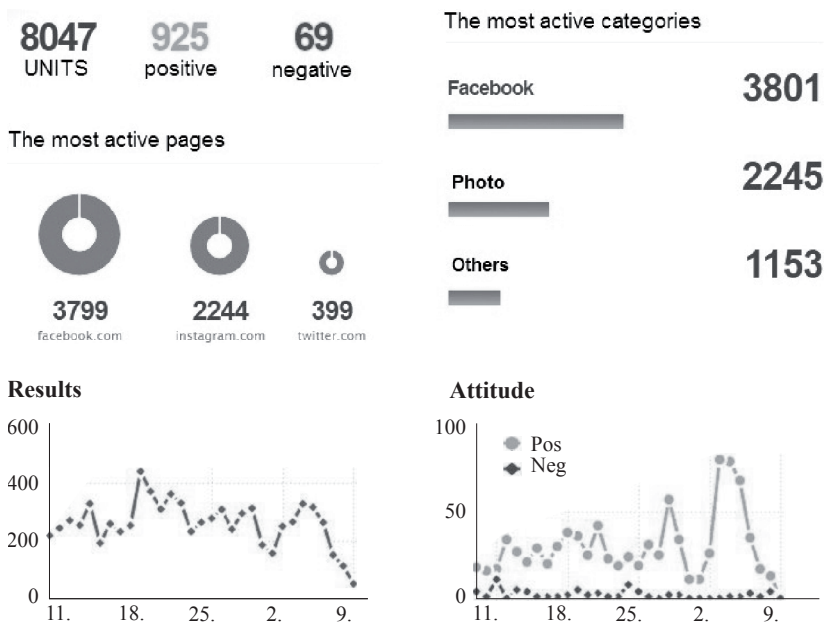 8047 925 69
UNITS positive negative
The most active pages
3799 2244 399
facebook.com instagram.com twitter.com
The most active categories
Facebook 3801
Photo 2245
Others 1153
Results
600
400
200
0
11. 18. 25. 2. 9.
Attitude
100
Pos
Neg
50
0
11. 18. 25. 2. 9.